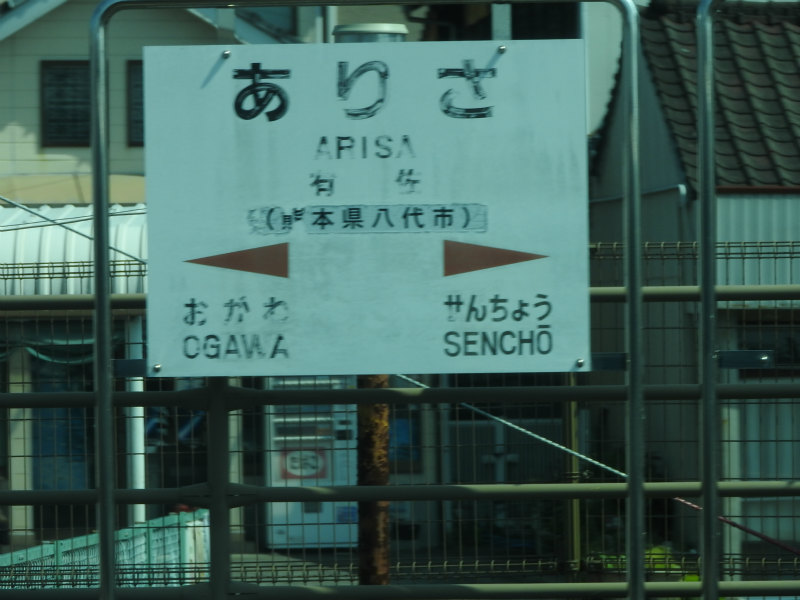 ありさ
ARISA
有佐
(熊本県八代市)
おがわ せんちょう
OGAWA SENCHŌ